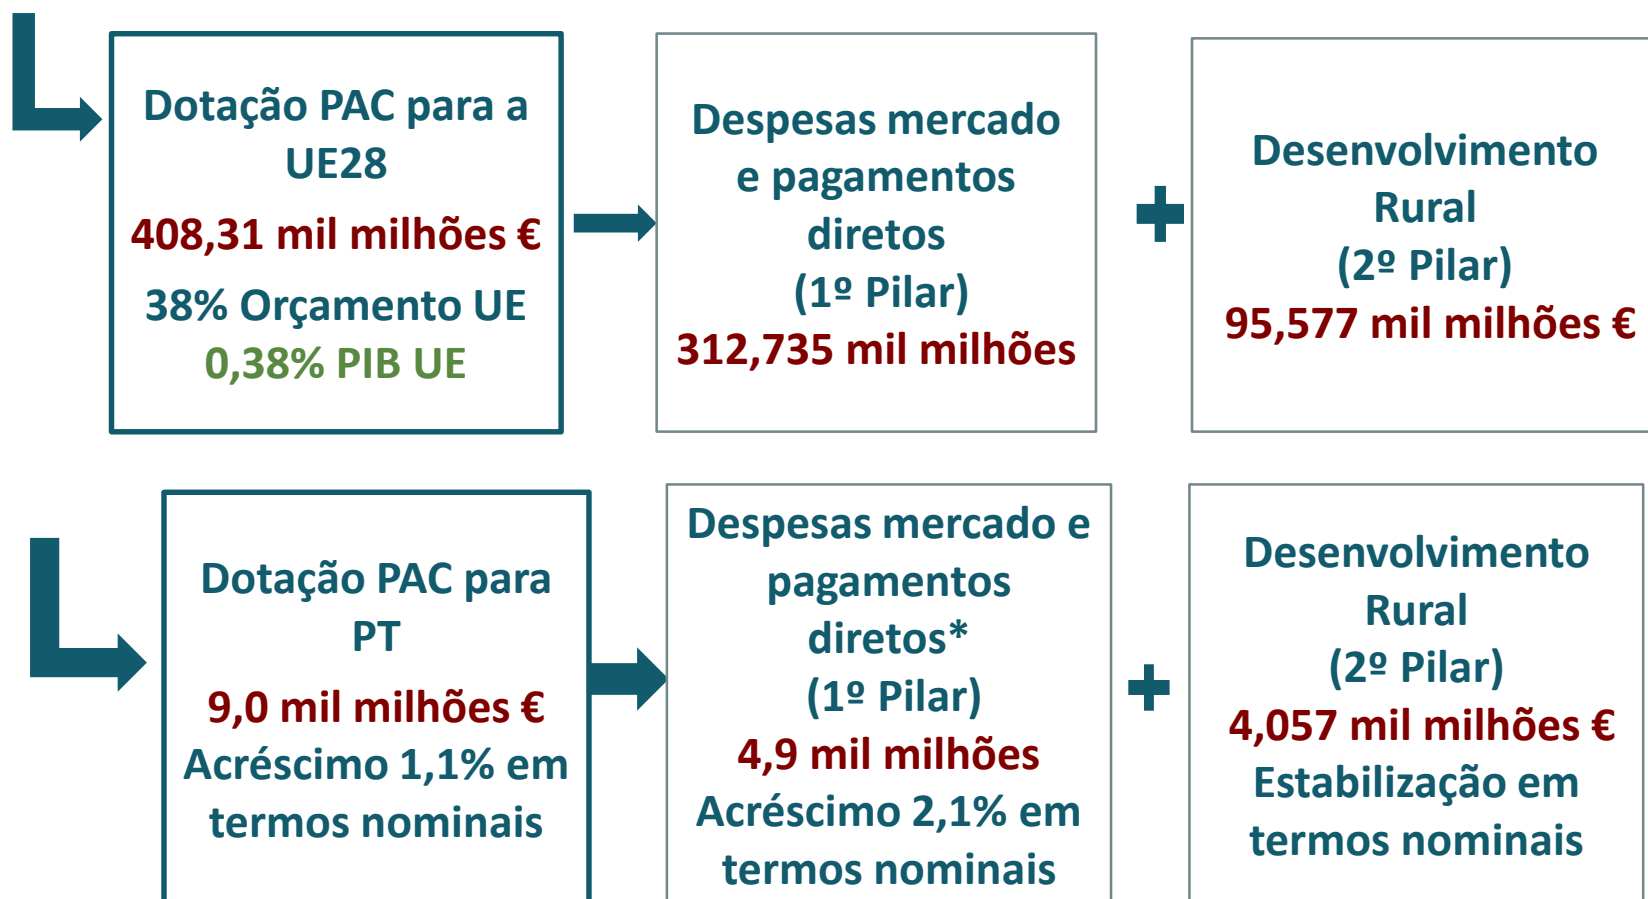 Dotação PAC para a
UE28
408,31 mil milhões €
38% Orçamento UE
0,38% PIB UE
Despesas mercado
e pagamentos
diretos
(1º Pilar)
312,735 mil milhões
Desenvolvimento
Rural
(2º Pilar)
95,577 mil milhões €
Dotação PAC para
PT
9,0 mil milhões €
Acréscimo 1,1% em
termos nominais
Despesas mercado e
pagamentos
diretos*
(1º Pilar)
4,9 mil milhões
Acréscimo 2,1% em
termos nominais
Desenvolvimento
Rural
(2º Pilar)
4,057 mil milhões €
Estabilização em
termos nominais